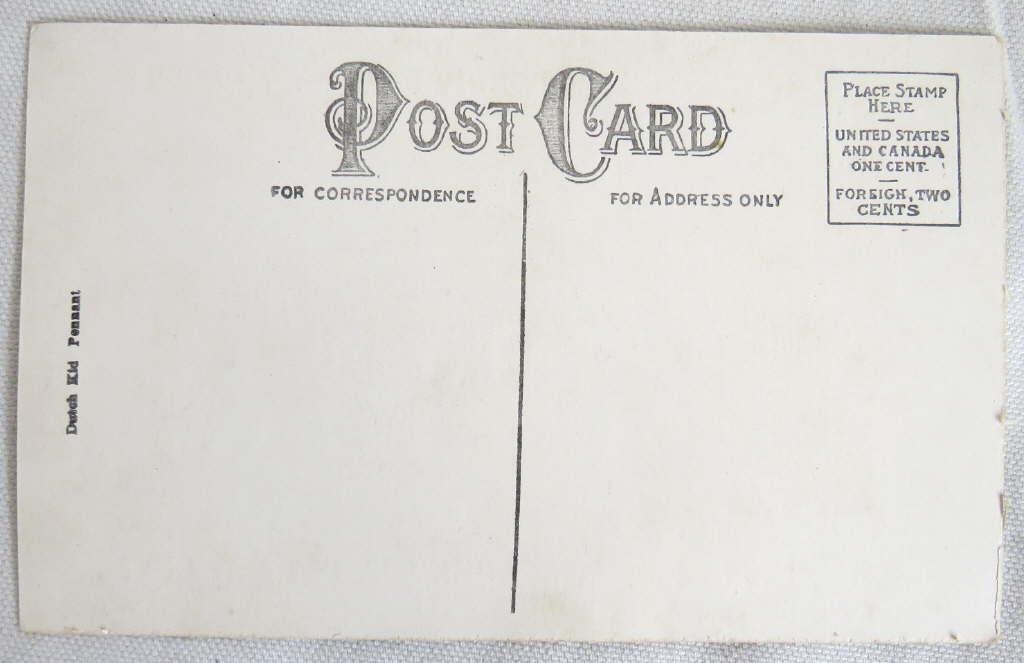 POST CARD
FOR CORRESPONDENCE
FOR ADDRESS ONLY
PLACE STAMP
HERE
UNITED STATES
AND CANADA
ONE CENT.
FOREIGN, TWO
CENTS
Dutch Kid Pennant